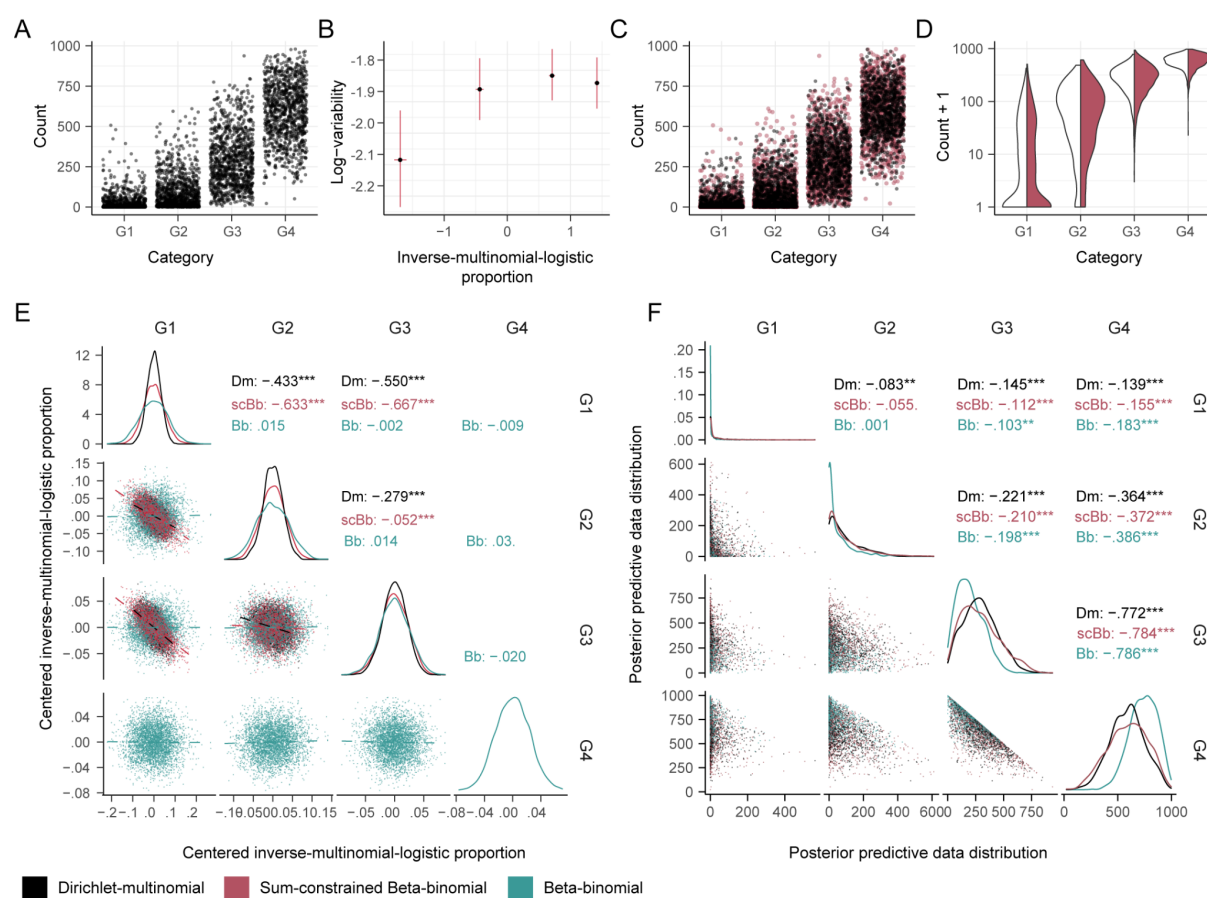 A
B
C
D
1000
750
500
250
0
Count
G1
G2
G3
G4
Category
-1.8
-1.9
-2.0
-2.1
-2.2
Log-variability
−1
0
1
Inverse-multinomial-logistic
proportion
1000
750
500
250
0
Count
G1
G2
G3
G4
Category
1000
100
10
1
Count + 1
G1
G2
G3
G4
Category
E
G1
G2
G3
G4
12
8
4
0
Dm: −.433***
Dm: −.550***
scBb: −.633***
scBb: −.667***
Bb: .015
Bb: −.002
Bb: −.009
G1
.15
.10
.05
.00
-.05
-.10
Dm: −.279***
scBb: −.052***
Bb: .014
Bb: .03.
G2
.05
.00
-.05
Bb: −.020
G3
.04
.00
-.04
-.08
G4
Centered inverse-multinomial-logistic proportion
-.2
-.1
.0
.1
.2
-.05
.00
.05
-.08
-.04
.00
.04
Centered inverse-multinomial-logistic proportion
F
G1
G2
G3
G4
.20
.15
.10
.05
.00
Dm: −.083**
Dm: −.145***
Dm: −.139***
scBb: −.055.
scBb: −.112***
scBb: −.155***
Bb: .001
Bb: −.103**
Bb: −.183***
G1
600
400
200
0
Dm: −.221***
Dm: −.364***
scBb: −.210***
scBb: −.372***
Bb: −.198***
Bb: −.386***
G2
750
500
250
0
Dm: −.772***
scBb: −.784***
Bb: −.786***
G3
1000
750
500
250
0
G4
Posterior predictive data distribution
0
200
400
0
200
400
250
500
750
0
500
1000
Posterior predictive data distribution
Dirichlet-multinomial
Sum-constrained Beta-binomial
Beta-binomial